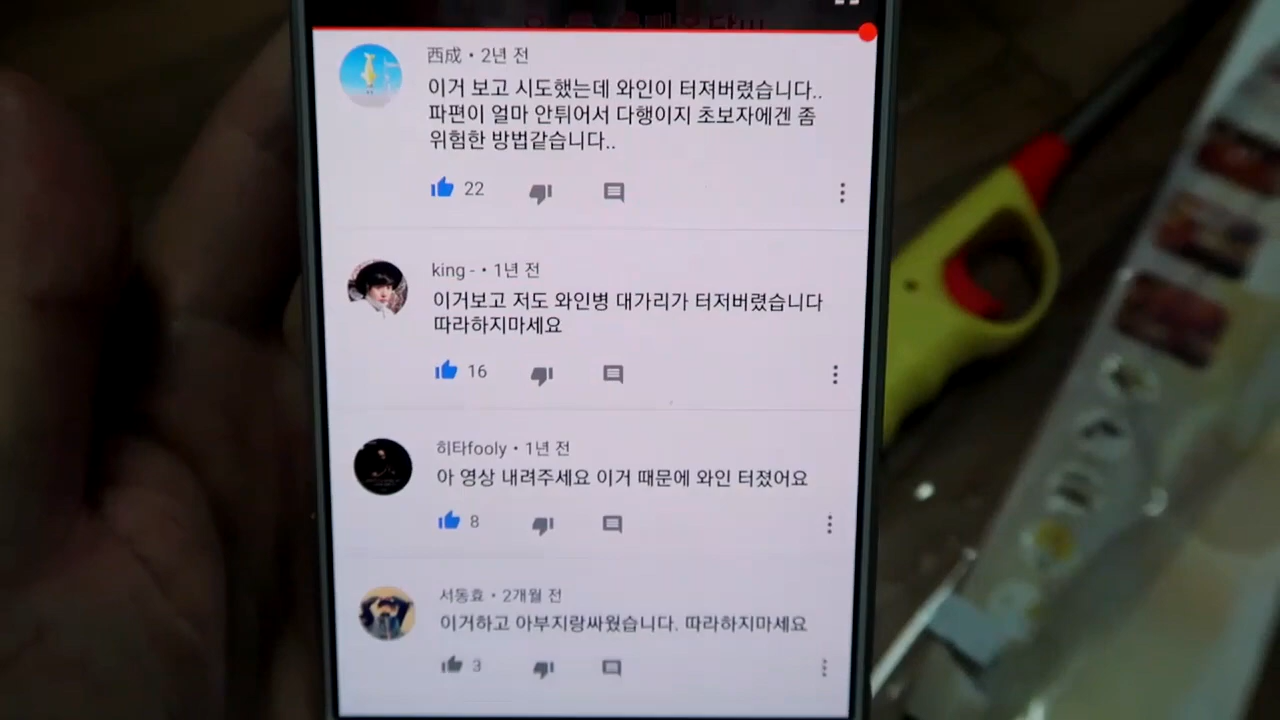 西成 • 2년 전
이거 보고 시도했는데 와인이 터져버렸습니다..
파편이 얼마 안튀어서 다행이지 초보자에겐 좀
위험한 방법같습니다..
22
king - • 1년 전
이거보고 저도 와인병 대가리가 터저버렸습니다
따라하지마세요
16
히타fooly • 1년 전
아 영상 내려주세요 이거 때문에 와인 터졌어요
8
서동효 • 2개월 전
이거하고 아부지랑싸웠습니다. 따라하지마세요
3